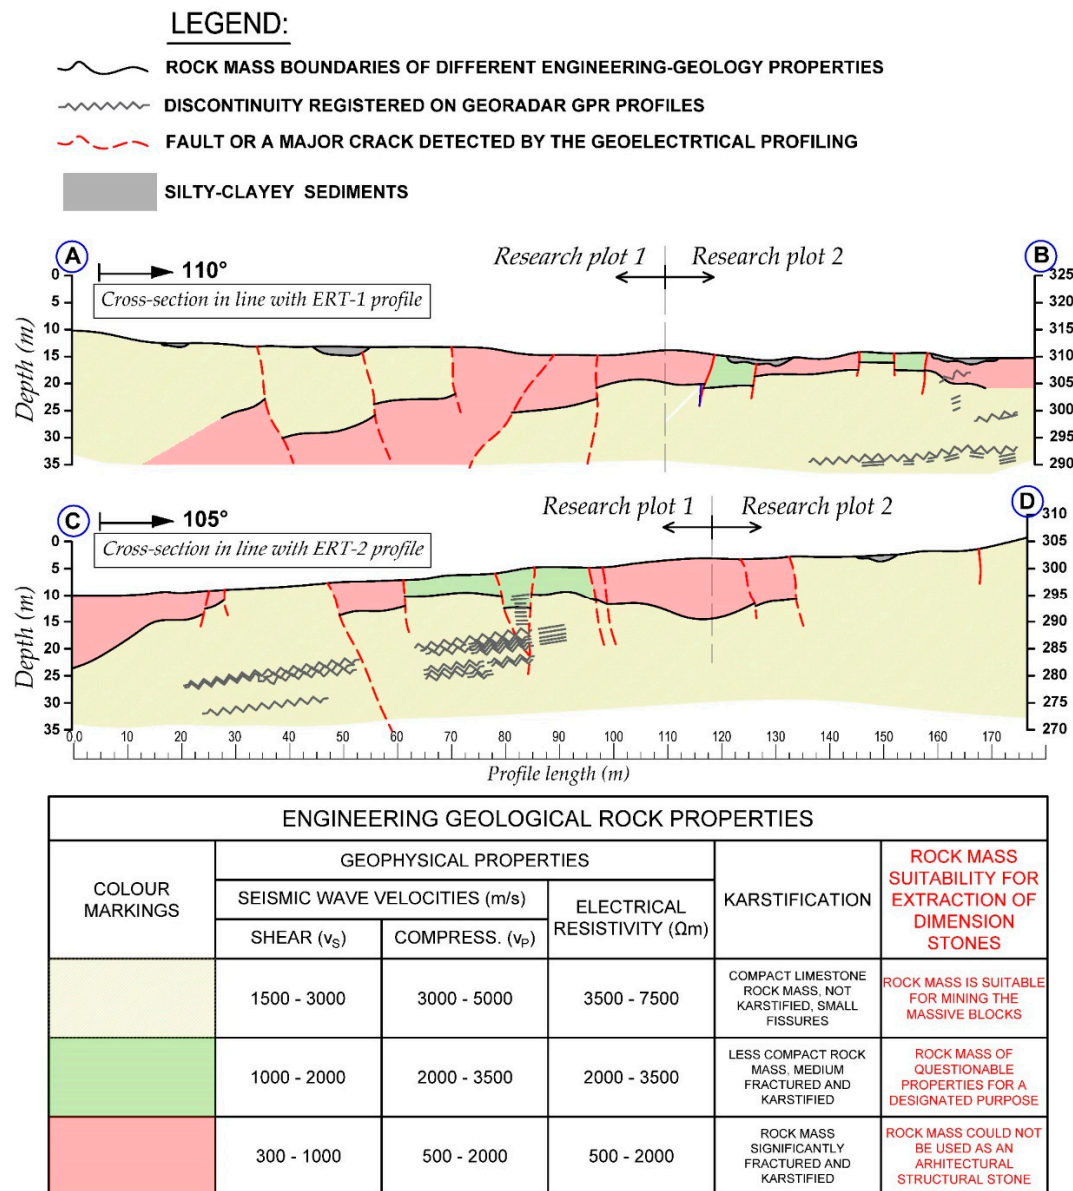 LEGEND:
ROCK MASS BOUNDARIES OF DIFFERENT ENGINEERING-GEOLOGY PROPERTIES
DISCONTINUITY REGISTERED ON GEORADAR GPR PROFILES
FAULT OR A MAJOR CRACK DETECTED BY THE GEOELECTRTICAL PROFILING
SILTY-CLAYEY SEDIMENTS
A
110°
Cross-section in line with ERT-1 profile
Research plot 1
Research plot 2
B
Depth (m)
0
5
10
15
20
25
30
35
325
320
315
310
305
300
295
290
C
105°
Cross-section in line with ERT-2 profile
Research plot 1
Research plot 2
D
Depth (m)
0
5
10
15
20
25
30
35
310
305
300
295
290
285
280
275
270
0.0 10 20 30 40 50 60 70 80 90 100 110 120 130 140 150 160 170
Profile length (m)
ENGINEERING GEOLOGICAL ROCK PROPERTIES
COLOUR
MARKINGS
GEOPHYSICAL PROPERTIES
SEISMIC WAVE VELOCITIES (m/s)
SHEAR (vS)
COMPRESS. (vP)
ELECTRICAL
RESISTIVITY (Ωm)
KARSTIFICATION
ROCK MASS
SUITABILITY FOR
EXTRACTION OF
DIMENSION
STONES
1500 - 3000
3000 - 5000
3500 - 7500
COMPACT LIMESTONE
ROCK MASS, NOT
KARSTIFIED, SMALL
FISSURES
ROCK MASS IS SUITABLE
FOR MINING THE
MASSIVE BLOCKS
1000 - 2000
2000 - 3500
2000 - 3500
LESS COMPACT ROCK
MASS, MEDIUM
FRACTURED AND
KARSTIFIED
ROCK MASS OF
QUESTIONABLE
PROPERTIES FOR A
DESIGNATED PURPOSE
300 - 1000
500 - 2000
500 - 2000
ROCK MASS
SIGNIFICANTLY
FRACTURED AND
KARSTIFIED
ROCK MASS COULD NOT
BE USED AS AN
ARHITECTURAL
STRUCTURAL STONE